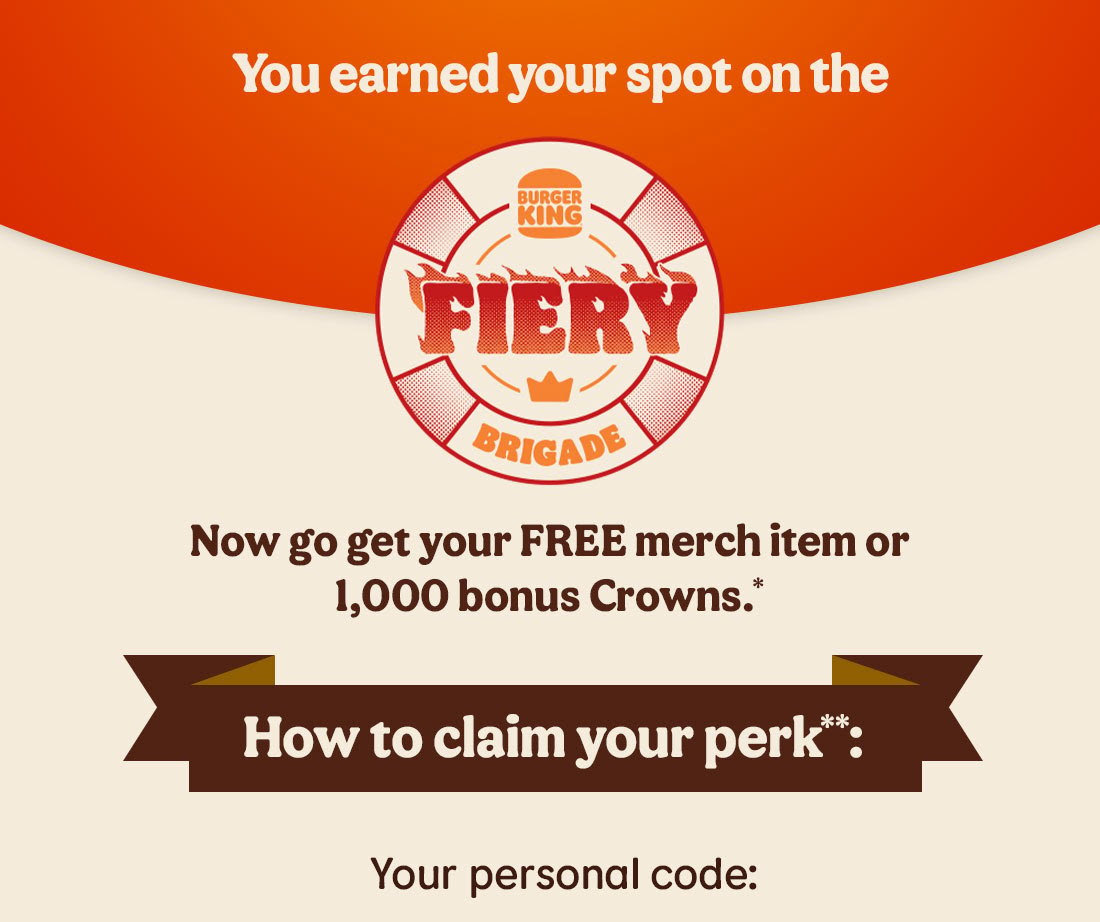 You earned your spot on the
BURGER
KING
FIERY
BRIGADE
Now go get your FREE merch item or
1,000 bonus Crowns.*
How to claim your perk**:
Your personal code: